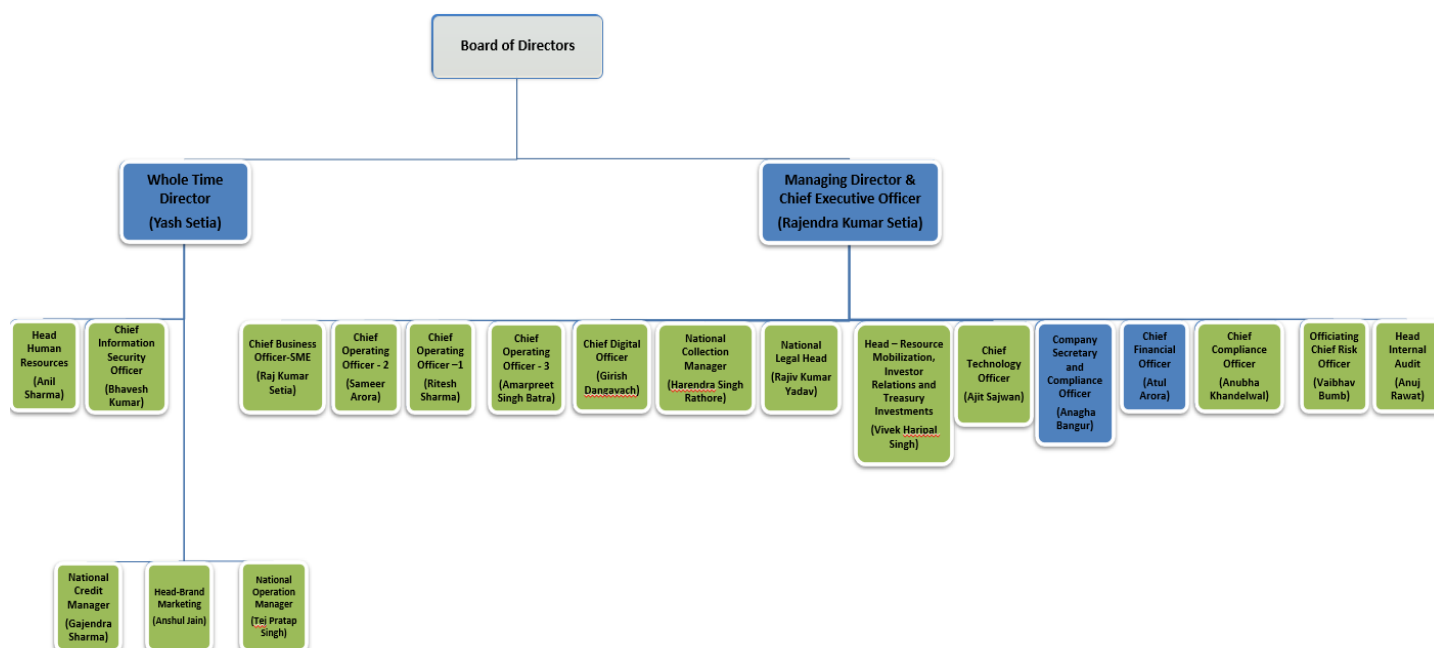 Board of Directors
Whole Time
Director
(Yash Setia)
Managing Director &
Chief Executive Officer
(Rajendra Kumar Setia)
Head
Human
Resources
(Anil
Sharma)
Chief
Information
Security
Officer
(Bhavesh
Kumar)
Chief Business
Officer-SME
(Raj Kumar
Setia)
Chief
Operating
Officer - 2
(Sameer
Arora)
Chief
Operating
Officer –1
(Ritesh
Sharma)
Chief
Operating
Officer - 3
(Amarpreet
Singh Batra)
Chief Digital
Officer
(Girish
Dangavach)
National
Collection
Manager
(Harendra Singh
Rathore)
National
Legal Head
(Rajiv Kumar
Yadav)
Head – Resource
Mobilization,
Investor
Relations and
Treasury
Investments
(Vivek Haripal
Singh)
Chief
Technology
Officer
(Ajit Sajwan)
Company
Secretary
and
Compliance
Officer
(Anagha
Bangur)
Chief
Financial
Officer
(Atul
Arora)
Chief
Compliance
Officer
(Anubha
Khandelwal)
Officiating
Chief Risk
Officer
(Vaibhav
Bumb)
Head
Internal
Audit
(Anuj
Rawat)
National
Credit
Manager
(Gajendra
Sharma)
Head-Brand
Marketing
(Anshul Jain)
National
Operation
Manager
(Tej Pratap
Singh)